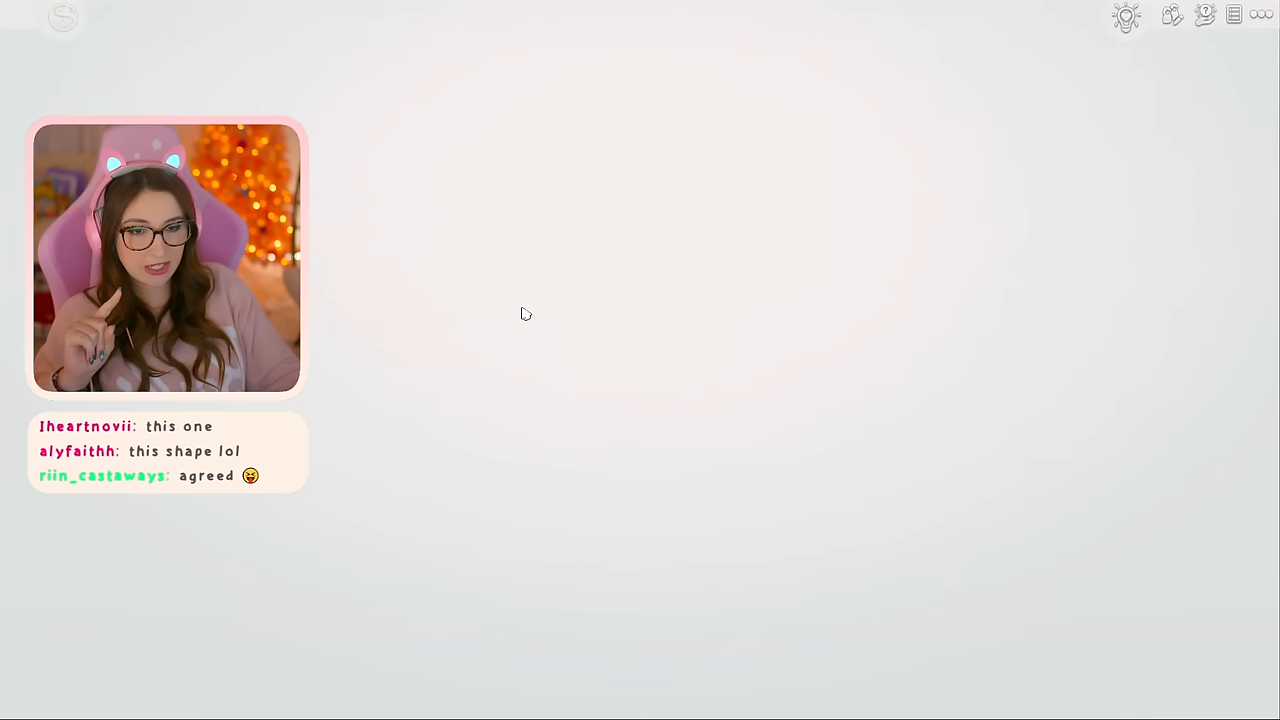 Iheartnovii: this one
alyfaithh: this shape lol
riin_castaways: agreed 😝